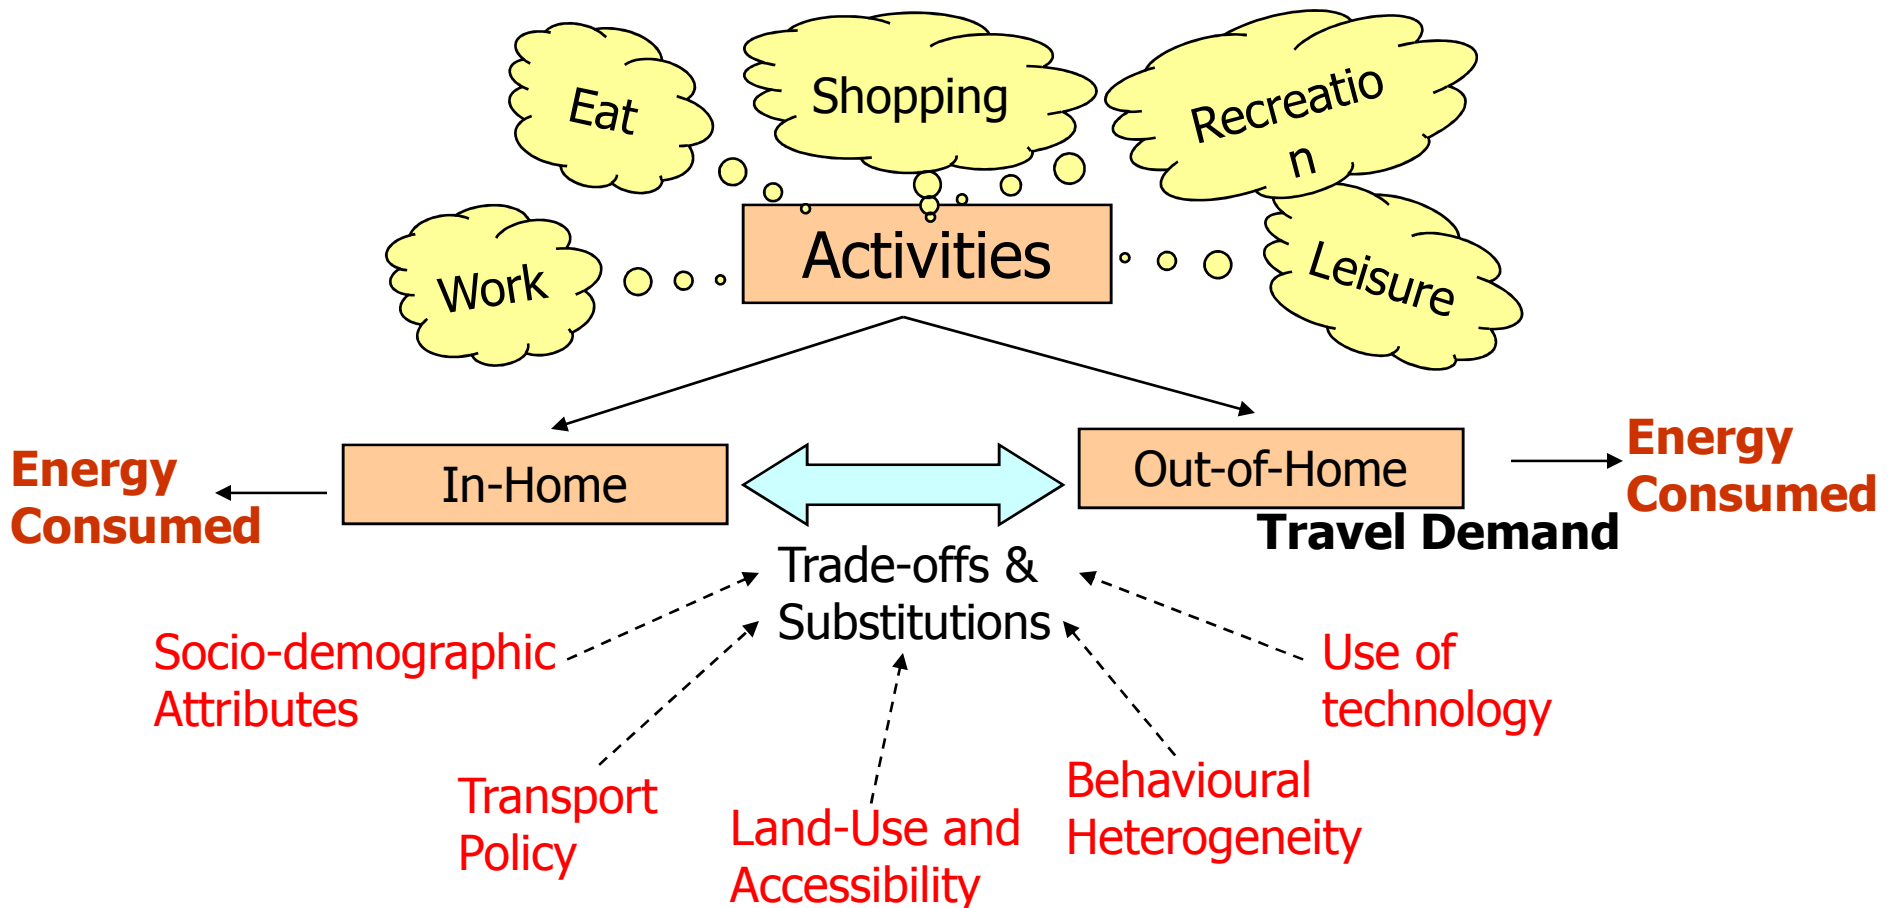 Eat
Shopping
Recreatio
n
Work
Activities
Leisure
Energy
Consumed
In-Home
Out-of-Home
Energy
Consumed
Travel Demand
Trade-offs &
Substitutions
Socio-demographic
Attributes
Use of
technology
Transport
Policy
Land-Use and
Accessibility
Behavioural
Heterogeneity